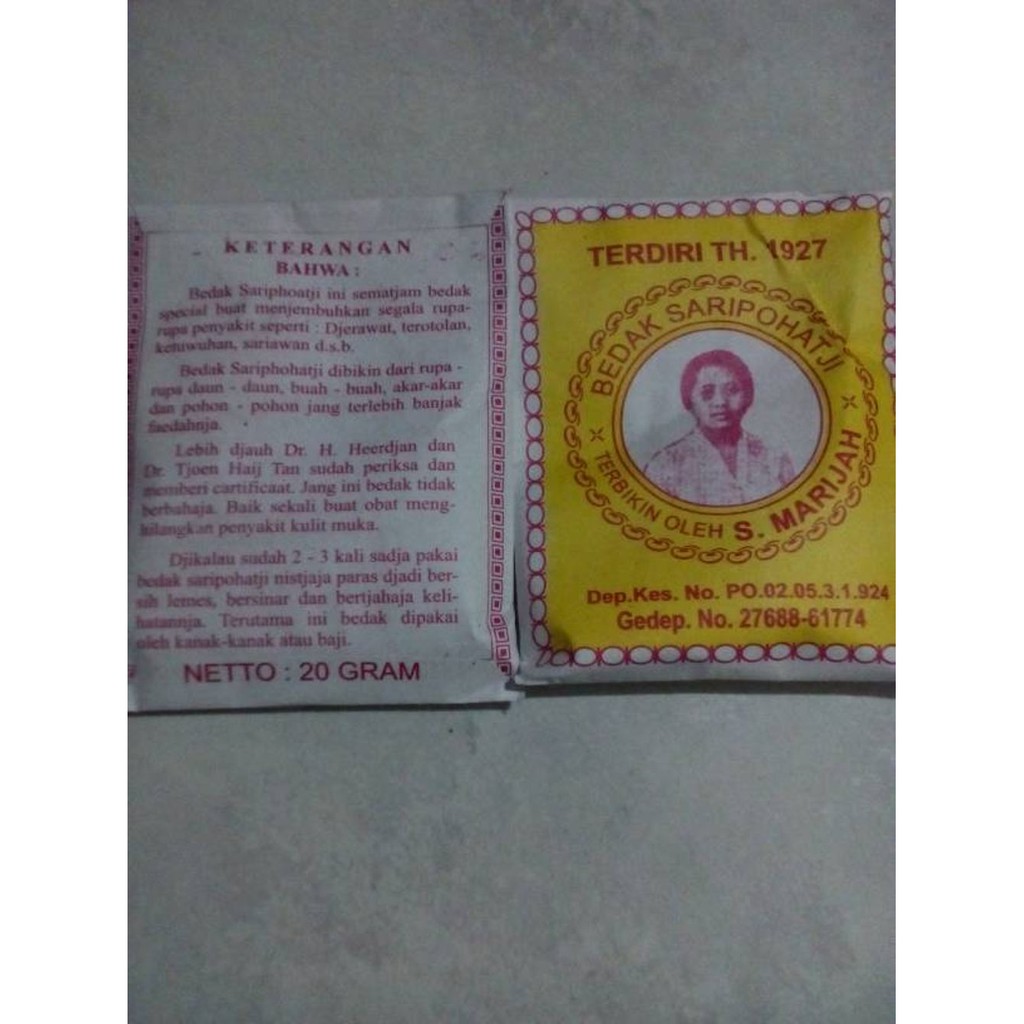 KETERANGAN
BAHWA :
Bedak Sariphoatji ini sematjam bedak
special buat menjembuhkan segala rupa-
rupa penyakit seperti : Djerawat, terotolan,
ketuwuhan, sariawan d.s.b.
Bedak Sariphohatji dibikin dari rupa -
rupa daun - daun, buah - buah, akar-akar
dan pohon - pohon jang terlebih banjak
faedahnja.
Lebih djauh Dr. H. Heerdjan dan
Dr. Tjoen Haij Tan sudah periksa dan
memberi cartificaat. Jang ini bedak tidak
berbahaja. Baik sekali buat obat meng-
hilangkan penyakit kulit muka.
Djikalau sudah 2 - 3 kali sadja pakai
bedak saripohatji nistjaja paras djadi ber-
sih lemes, bersinar dan bertjahaja keli-
hatannja. Terutama ini bedak dipakai
oleh kanak-kanak atau baji.
NETTO : 20 GRAM
TERDIRI TH. 1927
BEDAK SARIPOHATJI
TERBIKIN OLEH S. MARIJAH
Dep.Kes. No. PO.02.05.3.1.924
Gedep. No. 27688-61774